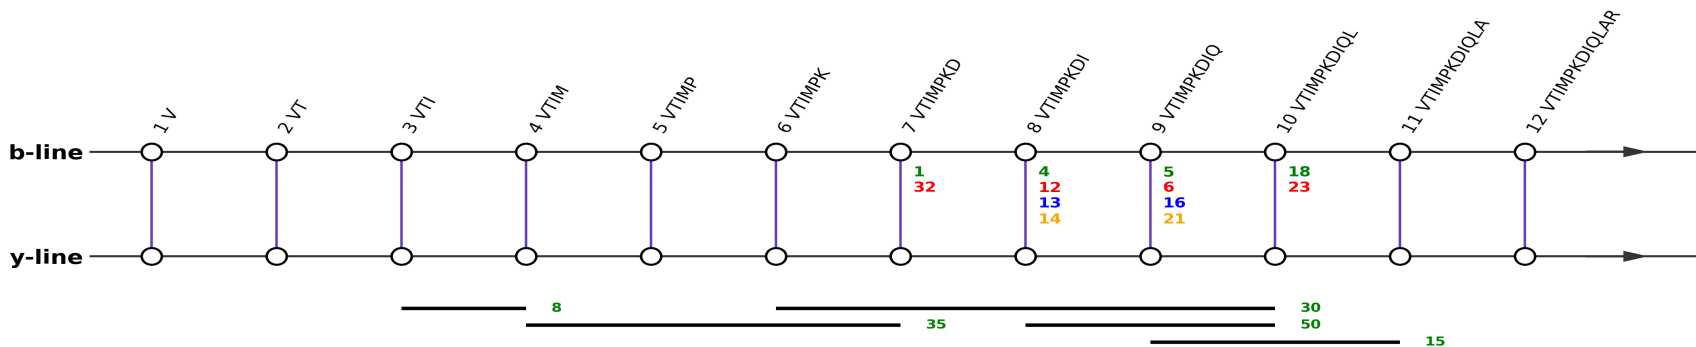 1 V
2 VT
3 VTI
4 VTIM
5 VTIMP
6 VTIMPK
7 VTIMPKD
8 VTIMPKDI
9 VTIMPKDIQ
10 VTIMPKDIQL
11 VTIMPKDIQLA
12 VTIMPKDIQLAR
b-line
1 4 5 18
32 12 6 23
13 16
14 21
y-line
8 30
35 50
15